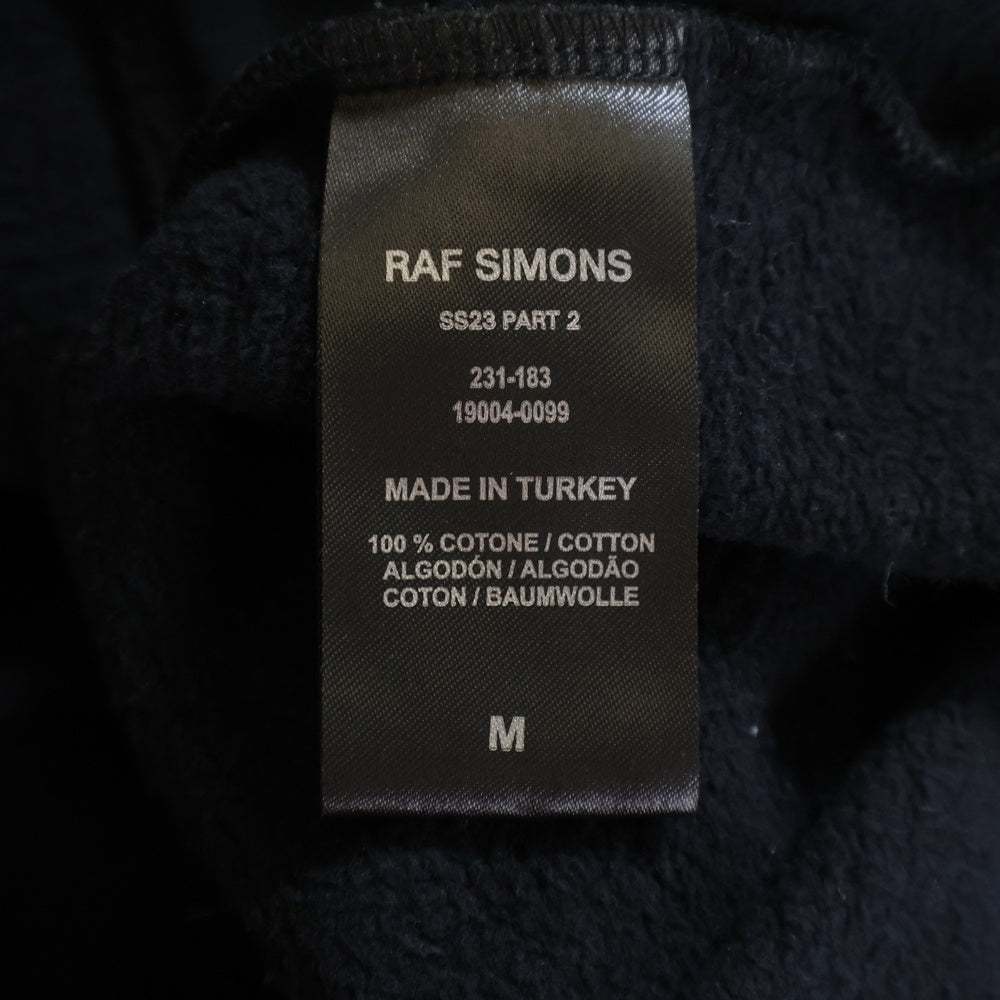 RAF SIMONS
SS23 PART 2
231-183
19004-0099
MADE IN TURKEY
100 % COTONE / COTTON
ALGODÓN / ALGODÃO
COTON / BAUMWOLLE
M